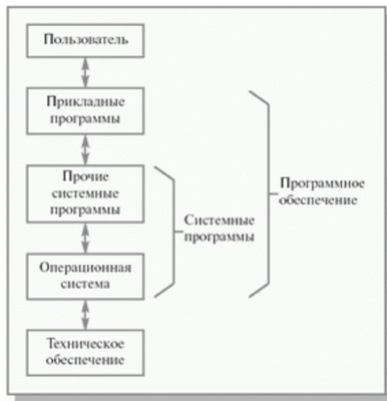 Пользователь
Прикладные
программы
Прочие
системные
программы
Операционная
система
Техническое
обеспечение
Системные
программы
Программное
обеспечение